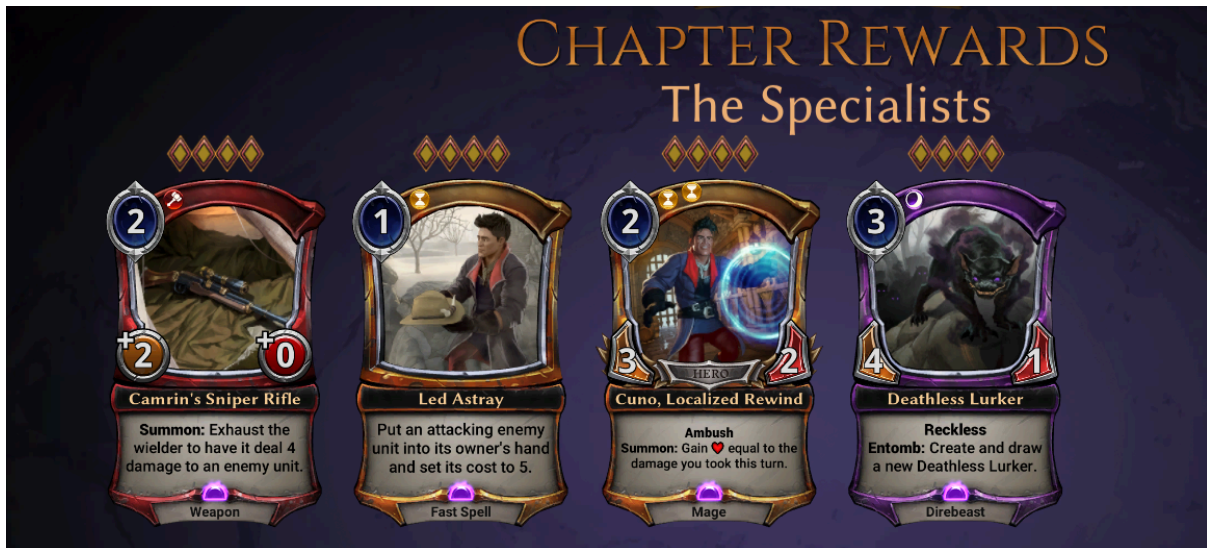 CHAPTER REWARDS
The Specialists
2
+2
+0
Camrin's Sniper Rifle
Summon: Exhaust the
wielder to have it deal 4
damage to an enemy unit.
Weapon
1
Led Astray
Put an attacking enemy
unit into its owner's hand
and set its cost to 5.
Fast Spell
2
3
HERO
2
Cuno, Localized Rewind
Ambush
Summon: Gain ♥ equal to the
damage you took this turn.
Mage
3
4
1
Deathless Lurker
Reckless
Entomb: Create and draw
a new Deathless Lurker.
Direbeast